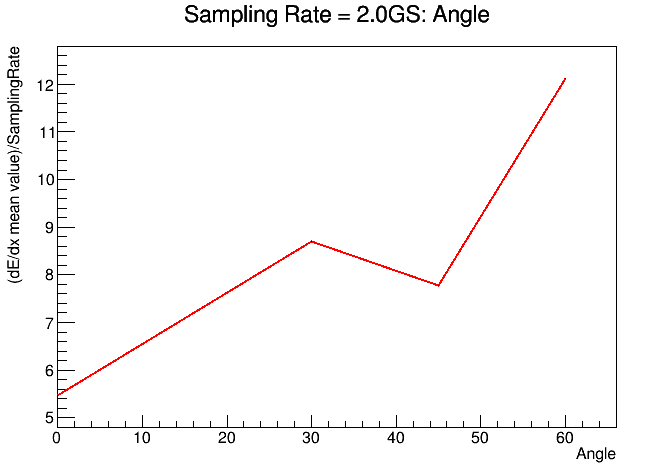 Sampling Rate = 2.0GS: Angle
(dE/dx mean value)/SamplingRate
12
11
10
9
8
7
6
5
0 10 20 30 40 50 60
Angle